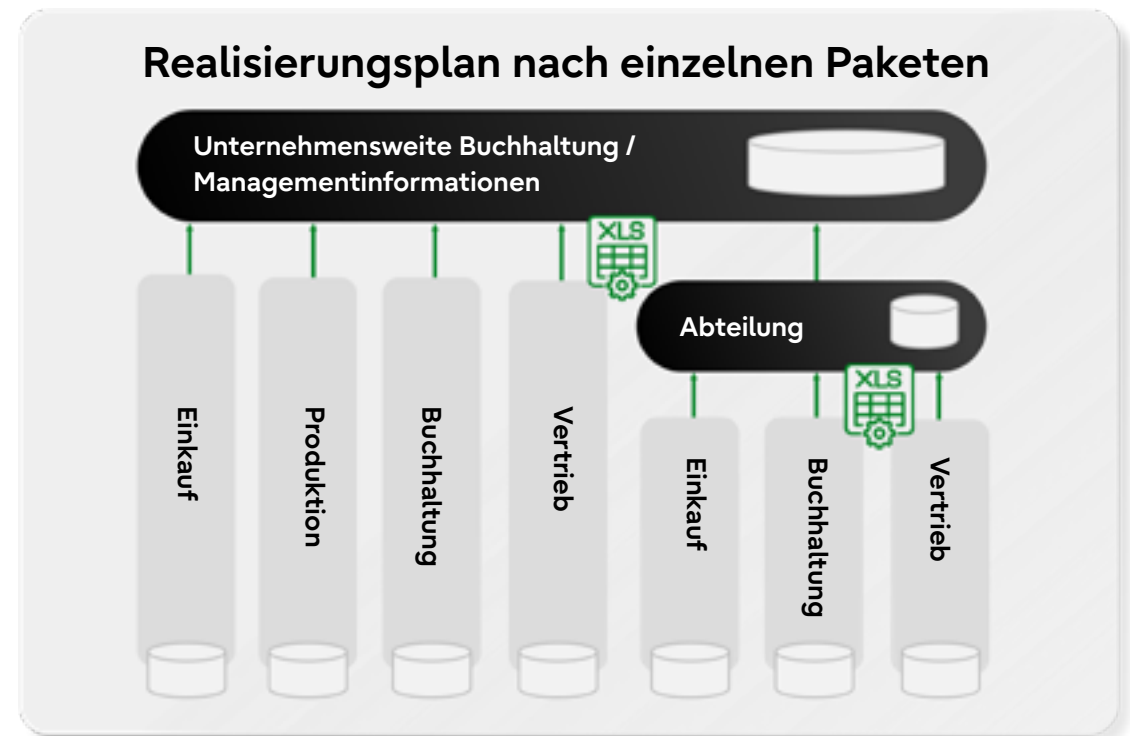 Realisierungsplan nach einzelnen Paketen
Unternehmensweite Buchhaltung /
Managementinformationen
XLS
Abteilung
XLS
Einkauf
Produktion
Buchhaltung
Vertrieb
Einkauf
Buchhaltung
Vertrieb